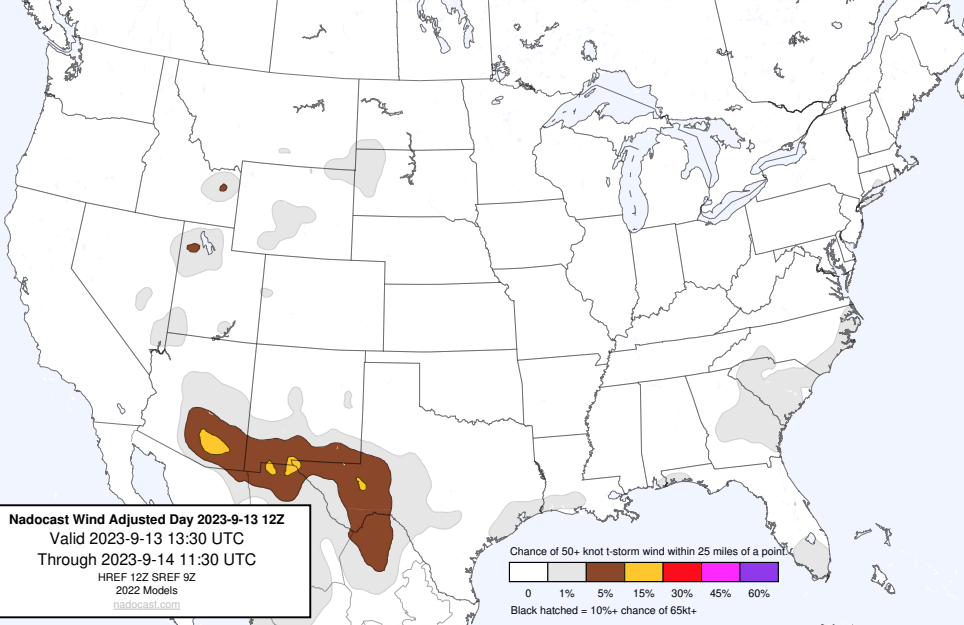 Nadocast Wind Adjusted Day 2023-9-13 12Z
Valid 2023-9-13 13:30 UTC
Through 2023-9-14 11:30 UTC
HREF 12Z SREF 9Z
2022 Models
nadocast.com
Chance of 50+ knot t-storm wind within 25 miles of a point.
0 1% 5% 15% 30% 45% 60%
Black hatched = 10%+ chance of 65kt+